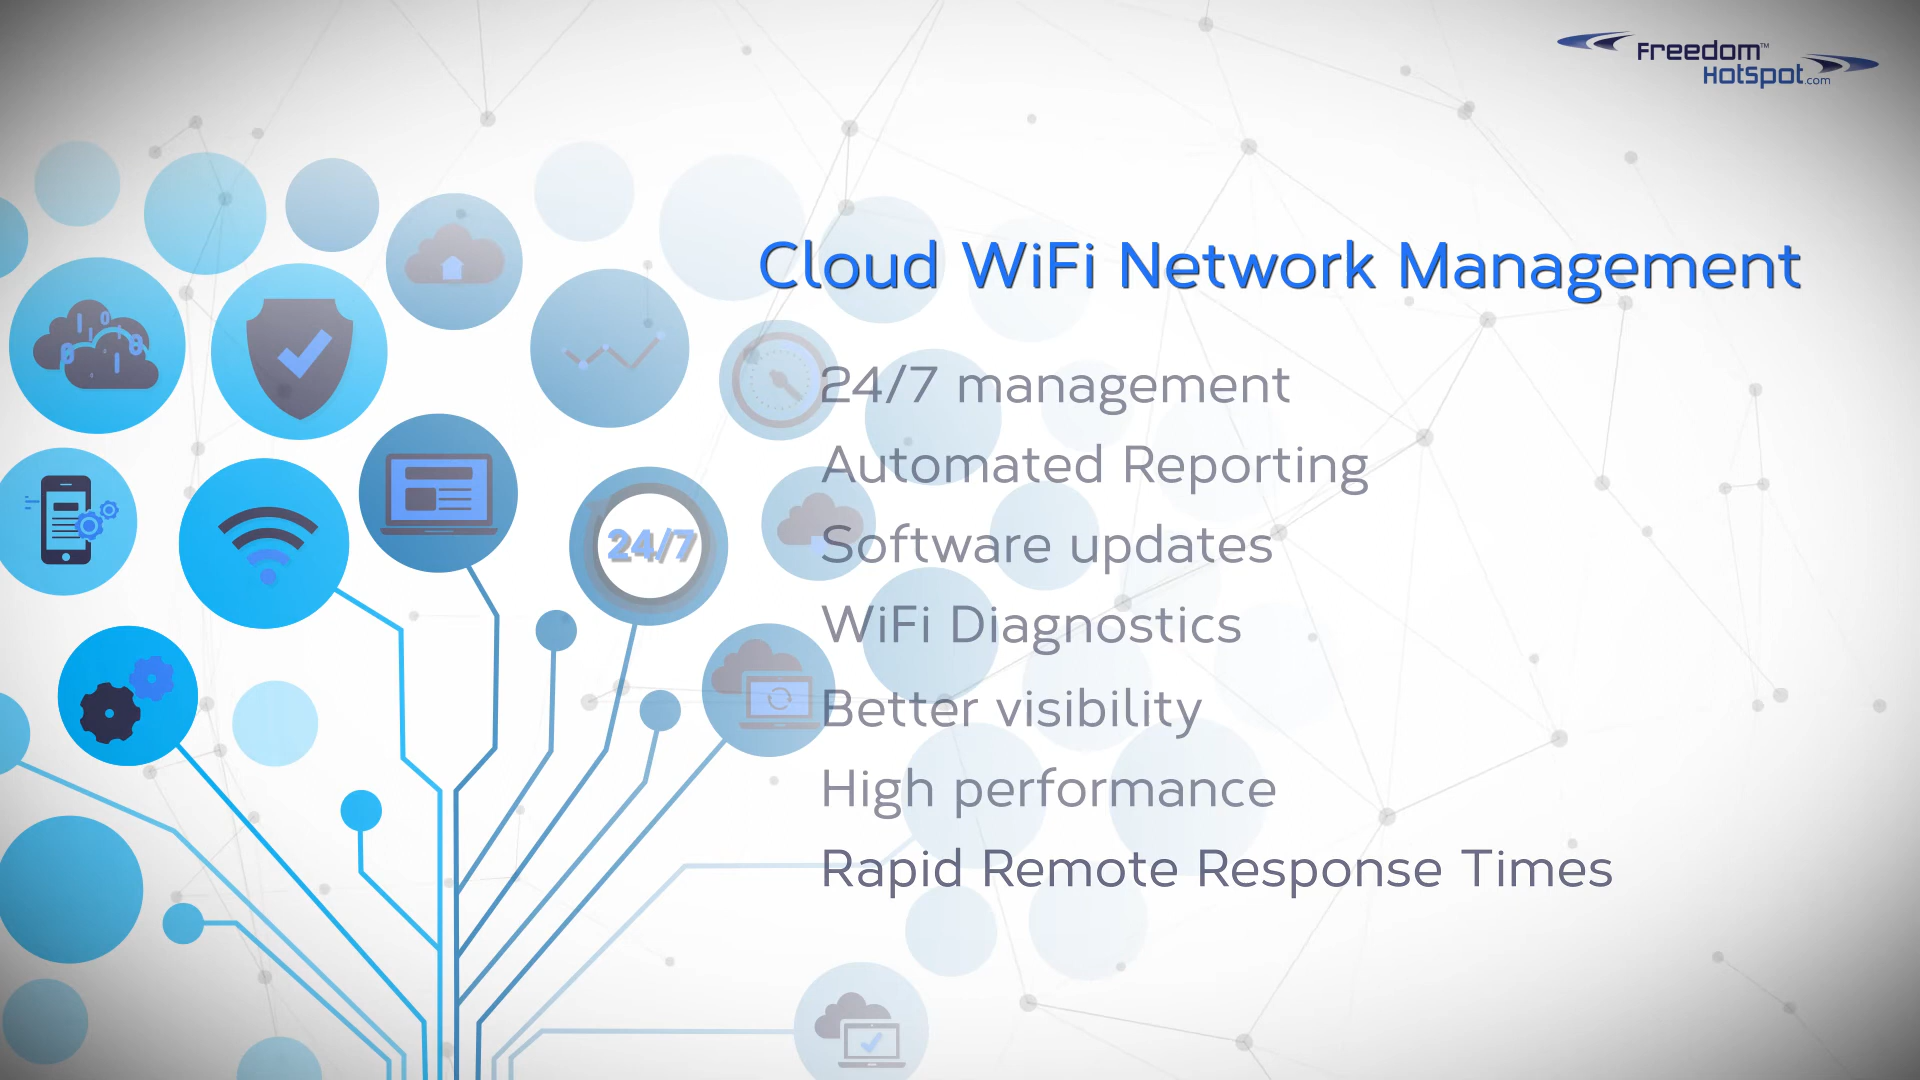 Freedom™
HotSpot.com
Cloud WiFi Network Management
24/7 management
Automated Reporting
Software updates
WiFi Diagnostics
Better visibility
High performance
Rapid Remote Response Times
24/7